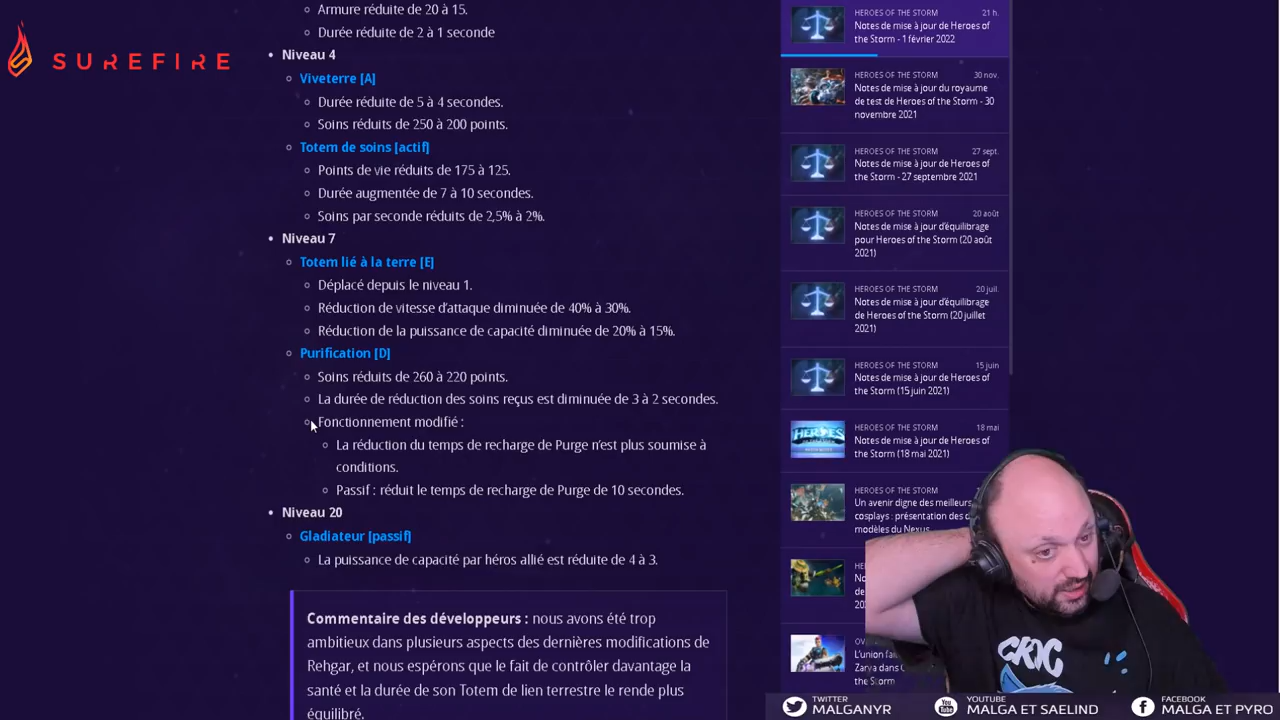 SUREFIRE
Armure réduite de 20 à 15.
Durée réduite de 2 à 1 seconde
Niveau 4
Viveterre [A]
Durée réduite de 5 à 4 secondes.
Soins réduits de 250 à 200 points.
Totem de soins [actif]
Points de vie réduits de 175 à 125.
Durée augmentée de 7 à 10 secondes.
Soins par seconde réduits de 2,5% à 2%.
Niveau 7
Totem lié à la terre [E]
Déplacé depuis le niveau 1.
Réduction de vitesse d'attaque diminuée de 40% à 30%.
Réduction de la puissance de capacité diminuée de 20% à 15%.
Purification [D]
Soins réduits de 260 à 220 points.
La durée de réduction des soins reçus est diminuée de 3 à 2 secondes.
Fonctionnement modifié :
La réduction du temps de recharge de Purge n'est plus soumise à
conditions.
Passif : réduit le temps de recharge de Purge de 10 secondes.
Niveau 20
Gladiateur [passif]
La puissance de capacité par héros allié est réduite de 4 à 3.
Commentaire des développeurs : nous avons été trop
ambitieux dans plusieurs aspects des dernières modifications de
Rehgar, et nous espérons que le fait de contrôler davantage la
santé et la durée de son Totem de lien terrestre le rende plus
équilibré.
HEROES OF THE STORM 21 h.
Notes de mise à jour de Heroes of
the Storm - 1 février 2022
HEROES OF THE STORM 30 nov.
Notes de mise à jour du royaume
de test de Heroes of the Storm - 30
novembre 2021
HEROES OF THE STORM 27 sept.
Notes de mise à jour de Heroes of
the Storm - 27 septembre 2021
HEROES OF THE STORM 20 août
Notes de mise à jour d'équilibrage
pour Heroes of the Storm (20 août
2021)
HEROES OF THE STORM 20 juil.
Notes de mise à jour d'équilibrage
de Heroes of the Storm (20 juillet
2021)
HEROES OF THE STORM 15 juin
Notes de mise à jour de Heroes of
the Storm (15 juin 2021)
HEROES
HEROES OF THE STORM 18 mai
Notes de mise à jour de Heroes of
the Storm (18 mai 2021)
HEROES OF THE STORM
Un avenir digne des meilleurs
cosplays : présentation des
modèles du Nexus
the Storm
TWITTER
MALGANYR
You Tube
YOUTUBE
MALGA ET SAELIND
FACEBOOK
MALGA ET PYRO